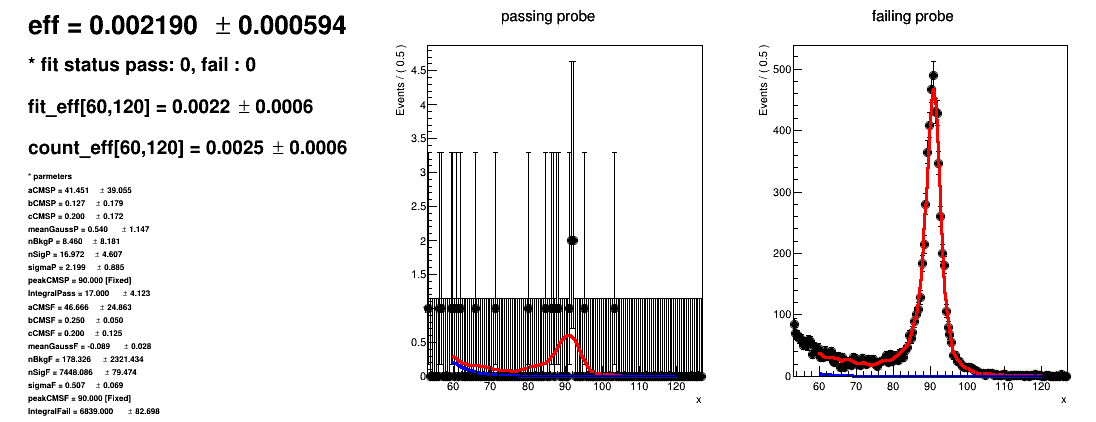 eff = 0.002190 ± 0.000594
* fit status pass: 0, fail : 0
fit_eff[60,120] = 0.0022 ± 0.0006
count_eff[60,120] = 0.0025 ± 0.0006
* parmeters
aCMSP = 41.451 ± 39.055
bCMSP = 0.127 ± 0.179
cCMSP = 0.200 ± 0.172
meanGaussP = 0.540 ± 1.147
nBkgP = 8.460 ± 8.181
nSigP = 16.972 ± 4.607
sigmaP = 2.199 ± 0.885
peakCMSP = 90.000 [Fixed]
IntegralPass = 17.000 ± 4.123
aCMSF = 46.666 ± 24.863
bCMSF = 0.250 ± 0.050
cCMSF = 0.200 ± 0.125
meanGaussF = -0.089 ± 0.028
nBkgF = 178.326 ± 2321.434
nSigF = 7448.086 ± 79.474
sigmaF = 0.507 ± 0.069
peakCMSF = 90.000 [Fixed]
IntegralFail = 6839.000 ± 82.698
passing probe
Events / ( 0.5 )
4.5
4
3.5
3
2.5
2
1.5
1
0.5
0
60 70 80 90 100 110 120
x
failing probe
Events / ( 0.5 )
500
400
300
200
100
0
60 70 80 90 100 110 120
x